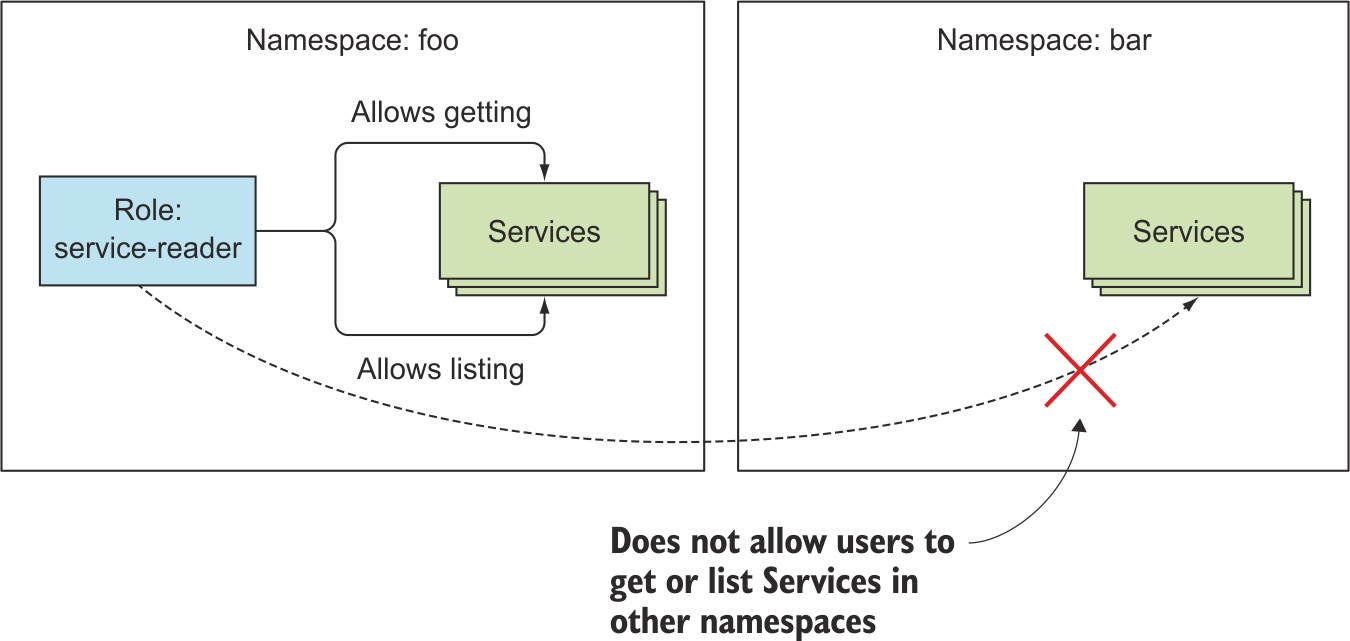 Namespace: foo
Allows getting
Role:
service-reader
Services
Allows listing
Namespace: bar
Services
Does not allow users to
get or list Services in
other namespaces